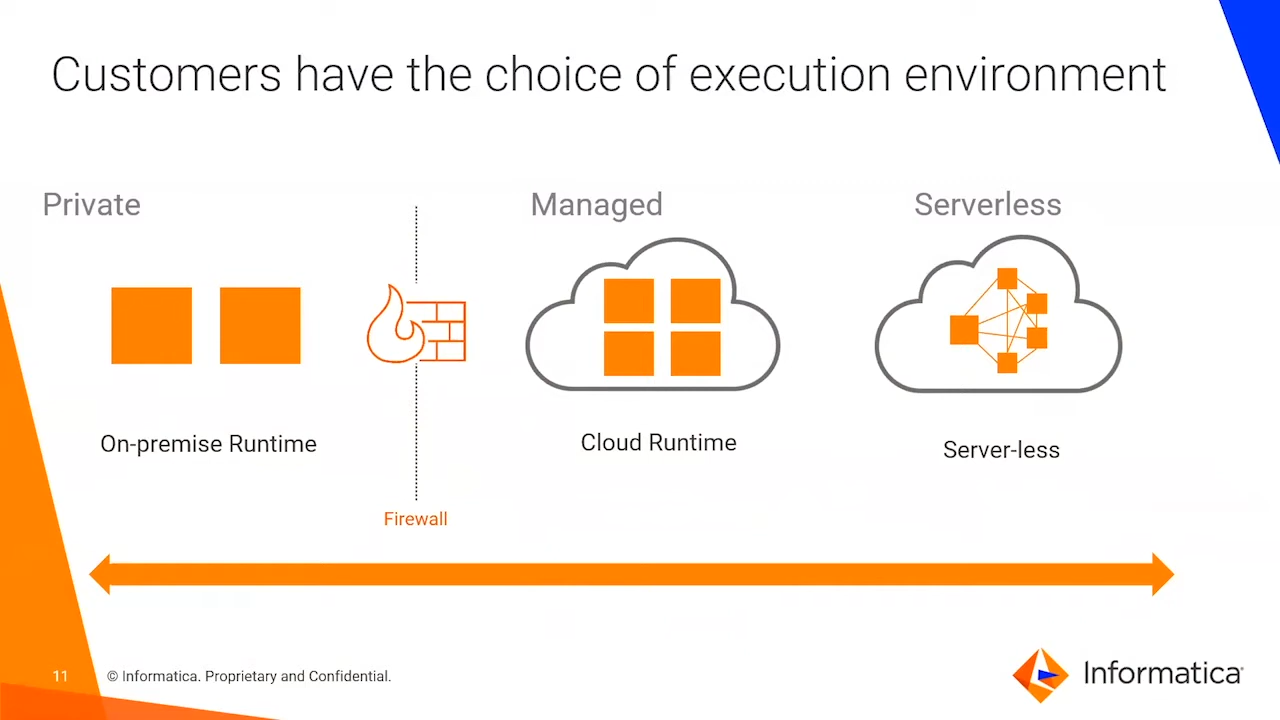 Customers have the choice of execution environment
Private
Managed
Serverless
On-premise Runtime
Cloud Runtime
Server-less
Firewall
11
© Informatica. Proprietary and Confidential.
Informatica